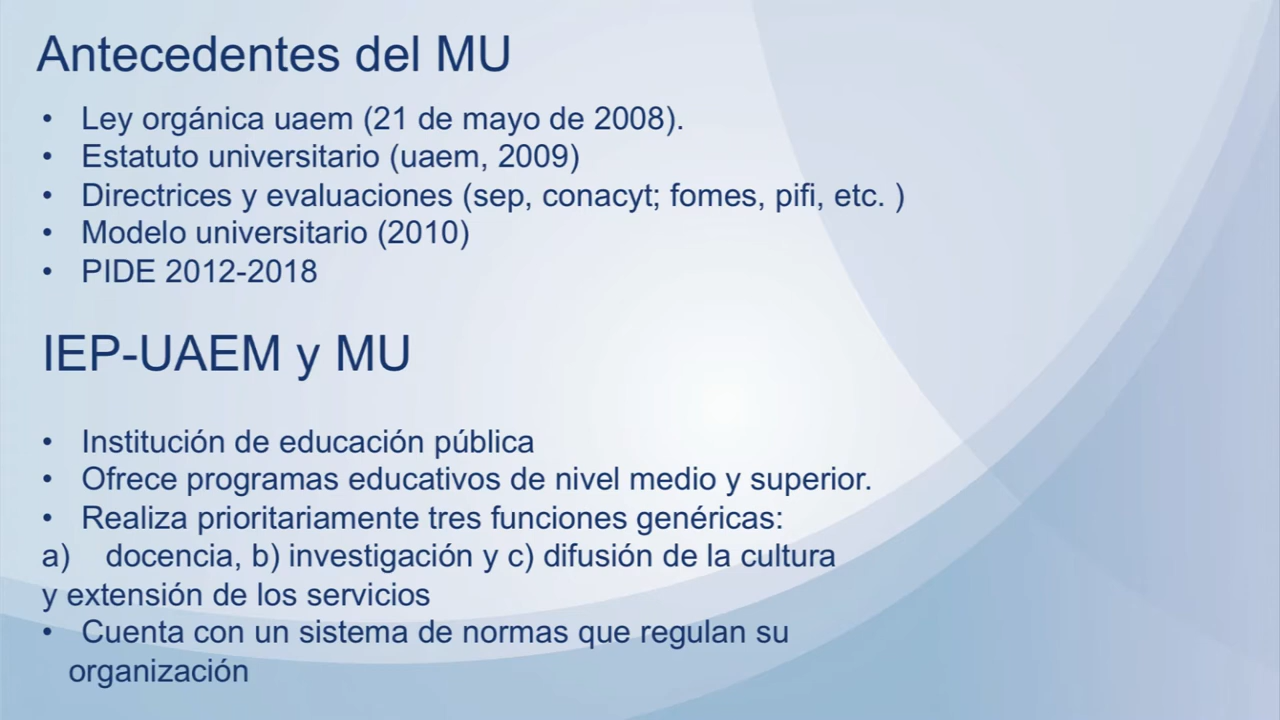 Antecedentes del MU
• Ley orgánica uaem (21 de mayo de 2008).
• Estatuto universitario (uaem, 2009)
• Directrices y evaluaciones (sep, conacyt; fomes, pifi, etc. )
• Modelo universitario (2010)
• PIDE 2012-2018
IEP-UAEM y MU
• Institución de educación pública
• Ofrece programas educativos de nivel medio y superior.
• Realiza prioritariamente tres funciones genéricas:
a) docencia, b) investigación y c) difusión de la cultura
y extensión de los servicios
• Cuenta con un sistema de normas que regulan su
organización